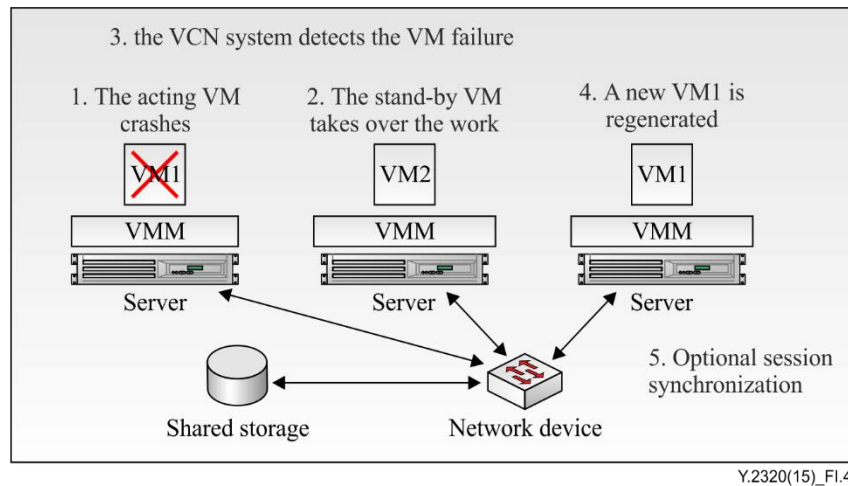 3. the VCN system detects the VM failure
1. The acting VM
crashes
2. The stand-by VM
takes over the work
4. A new VM1 is
regenerated
VM1
VM2
VM1
VMM
VMM
VMM
Server
Server
Server
5. Optional session
synchronization
Shared storage
Network device
Y.2320(15)_FI.4